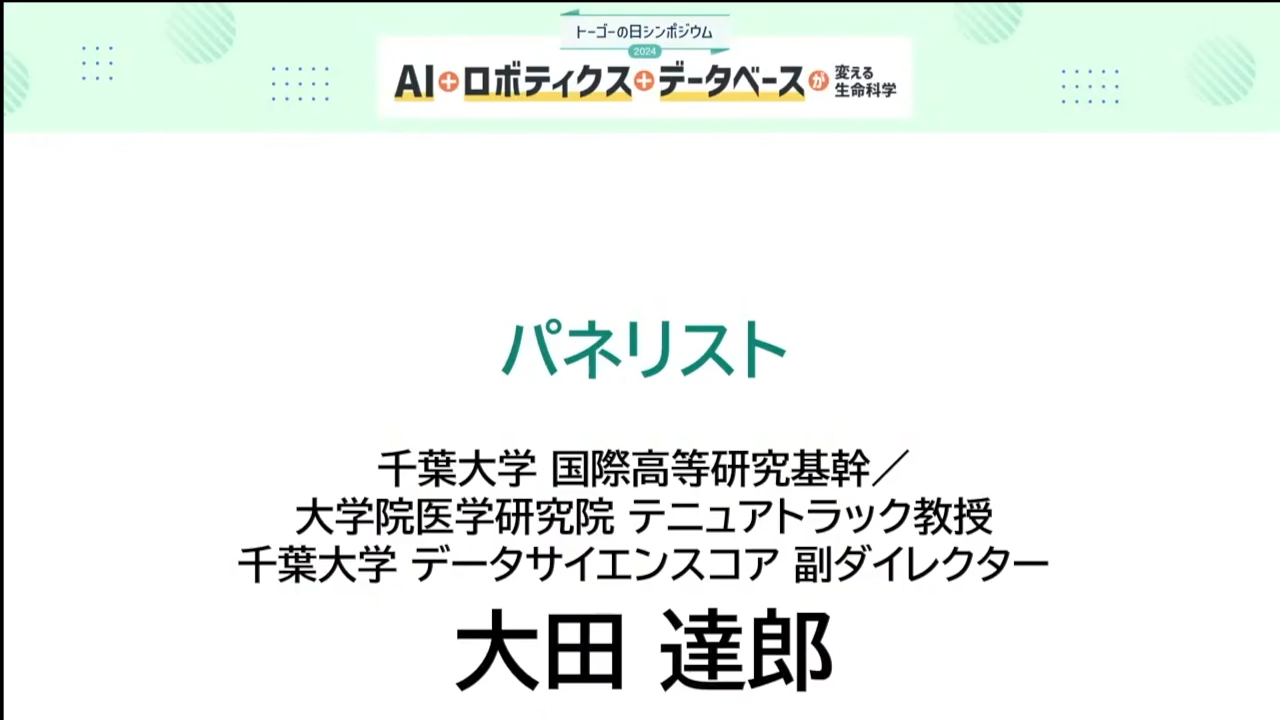 トーゴーの日シンポジウム
2024
AI+ロボティクス+データベースが変える
生命科学
パネリスト
千葉大学 国際高等研究基幹／
大学院医学研究院 テニュアトラック教授
千葉大学 データサイエンスコア 副ダイレクター
大田 達郎